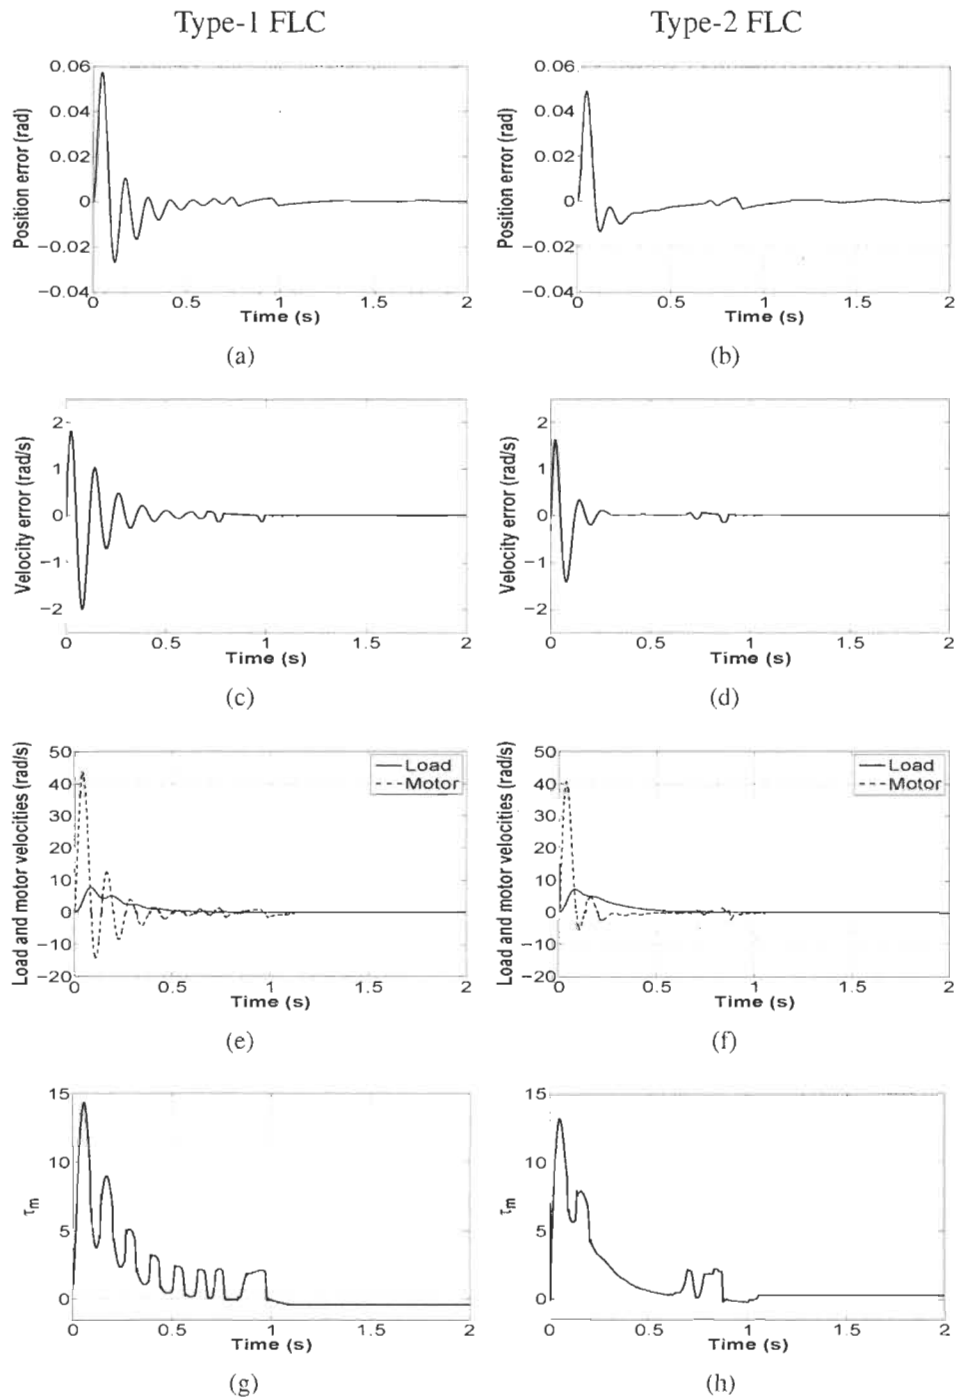 Type-1 FLC
Type-2 FLC
Position error (rad)
0.06
0.04
0.02
0
−0.02
−0.04
0
0.5
1
1.5
2
Time (s)
(a)
Position error (rad)
0.06
0.04
0.02
0
−0.02
−0.04
0
0.5
1
1.5
2
Time (s)
(b)
Velocity error (rad/s)
2
1
0
−1
−2
0
0.5
1
1.5
2
Time (s)
(c)
Velocity error (rad/s)
2
1
0
−1
−2
0
0.5
1
1.5
2
Time (s)
(d)
Load and motor velocities (rad/s)
50
40
30
20
10
0
−10
−20
0
0.5
1
1.5
2
Load
Motor
Time (s)
(e)
Load and motor velocities (rad/s)
50
40
30
20
10
0
−10
−20
0
0.5
1
1.5
2
Load
Motor
Time (s)
(f)
τm
15
10
5
0
0
0.5
1
1.5
2
Time (s)
(g)
τm
15
10
5
0
0
0.5
1
1.5
2
Time (s)
(h)